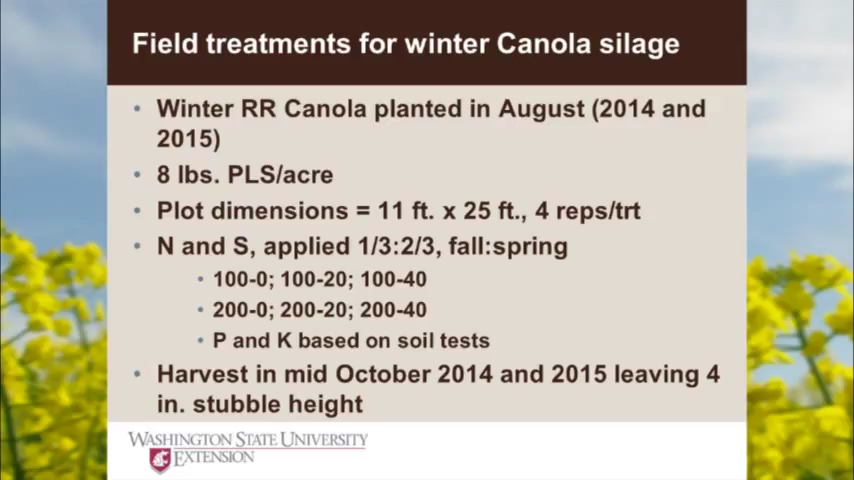 Field treatments for winter Canola silage
• Winter RR Canola planted in August (2014 and
2015)
• 8 lbs. PLS/acre
• Plot dimensions = 11 ft. x 25 ft., 4 reps/trt
• N and S, applied 1/3:2/3, fall:spring
• 100-0; 100-20; 100-40
• 200-0; 200-20; 200-40
• P and K based on soil tests
• Harvest in mid October 2014 and 2015 leaving 4
in. stubble height
WASHINGTON STATE UNIVERSITY
EXTENSION